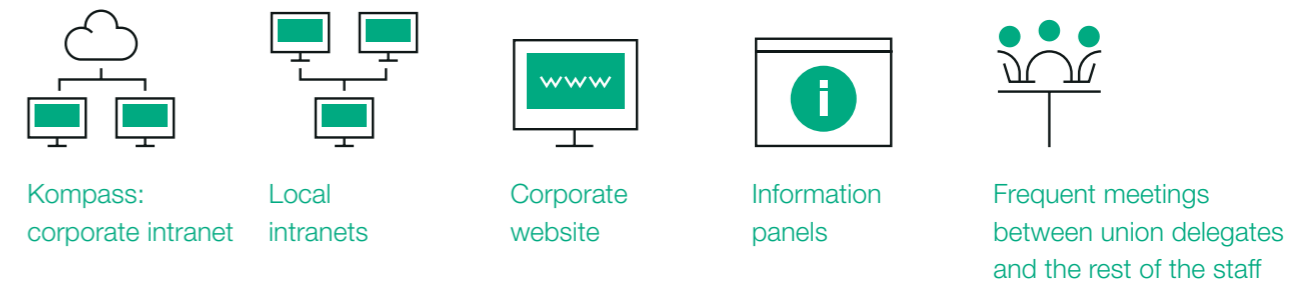 www
i
Kompass:
corporate intranet
Local
intranets
Corporate
website
Information
panels
Frequent meetings
between union delegates
and the rest of the staff